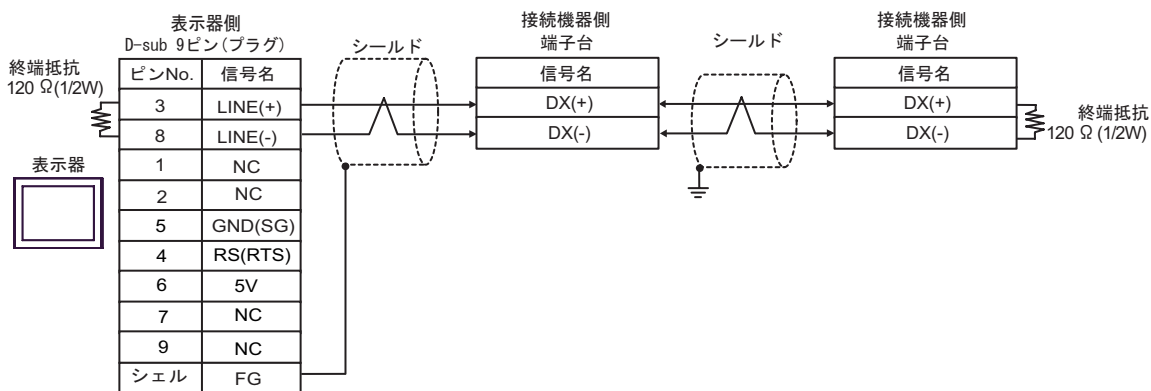 表示器側
D-sub 9ピン(プラグ)
シールド
接続機器側
端子台
シールド
接続機器側
端子台
終端抵抗
120 Ω(1/2W)
ピンNo. 信号名
3 LINE(+)
8 LINE(-)
1 NC
2 NC
5 GND(SG)
4 RS(RTS)
6 5V
7 NC
9 NC
シェル FG
表示器
信号名
DX(+)
DX(-)
信号名
DX(+)
DX(-)
終端抵抗
120 Ω (1/2W)